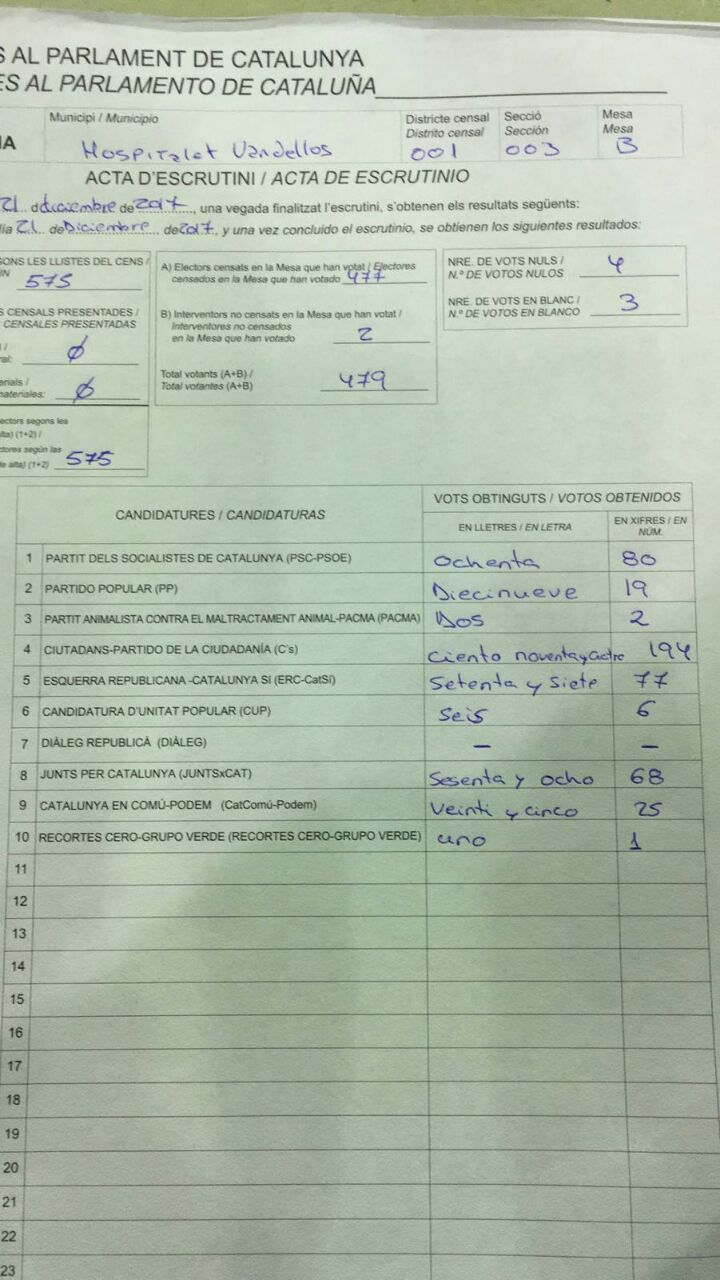 S AL PARLAMENT DE CATALUNYA
ES AL PARLAMENTO DE CATALUÑA
IA
Municipi / Municipio
Hospitalet Vandellos
Districte censal
Distrito censal
001
Secció
Sección
003
Mesa
Mesa
B
ACTA D'ESCRUTINI / ACTA DE ESCRUTINIO
21 de diciembre de 2017, una vegada finalitzat l'escrutini, s'obtenen els resultats següents:
día 21 de Diciembre de 2017, y una vez concluido el escrutinio, se obtienen los siguientes resultados:
GONS LES LLISTES DEL CENS /
ÚN
575
S CENSALS PRESENTADES /
CENSALES PRESENTADAS
l /
ral: ∅
erials /
materiales: ∅
lectors segons les
lta) (1+2) /
ctores según las
de alta) (1+2) 575
A) Electors censats en la Mesa que han votat / Electores
censados en la Mesa que han votado 477
B) Interventors no censats en la Mesa que han votat /
Interventores no censados
en la Mesa que han votado 2
Total votants (A+B) /
Total votantes (A+B) 479
NRE. DE VOTS NULS /
N.º DE VOTOS NULOS 4
NRE. DE VOTS EN BLANC /
N.º DE VOTOS EN BLANCO 3
CANDIDATURES / CANDIDATURAS
VOTS OBTINGUTS / VOTOS OBTENIDOS
EN LLETRES / EN LETRA
EN XIFRES / EN
NÚM.
1 PARTIT DELS SOCIALISTES DE CATALUNYA (PSC-PSOE) Ochenta 80
2 PARTIDO POPULAR (PP) Diecinueve 19
3 PARTIT ANIMALISTA CONTRA EL MALTRACTAMENT ANIMAL-PACMA (PACMA) Dos 2
4 CIUTADANS-PARTIDO DE LA CIUDADANÍA (C's) Ciento noventa y 194
5 ESQUERRA REPUBLICANA -CATALUNYA SI (ERC-CatSí) Setenta y Siete 77
6 CANDIDATURA D'UNITAT POPULAR (CUP) Seis 6
7 DIÀLEG REPUBLICÀ (DIÀLEG) – –
8 JUNTS PER CATALUNYA (JUNTSxCAT) Sesenta y ocho 68
9 CATALUNYA EN COMÚ-PODEM (CatComú-Podem) Veinti y cinco 25
10 RECORTES CERO-GRUPO VERDE (RECORTES CERO-GRUPO VERDE) uno 1
11
12
13
14
15
16
17
18
19
20
21
22
23